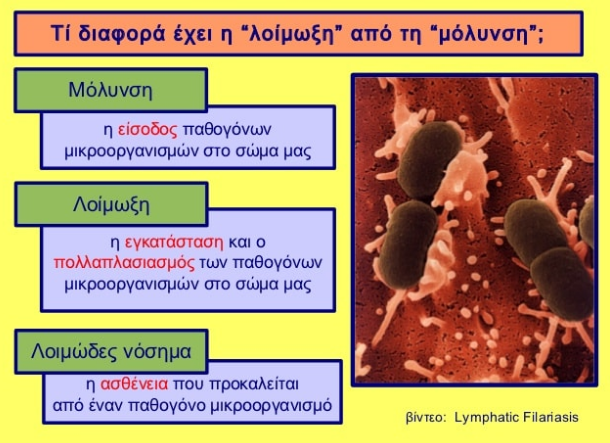 Τί διαφορά έχει η “λοίμωξη” από τη “μόλυνση”;
Μόλυνση
η είσοδος παθογόνων
μικροοργανισμών στο σώμα μας
Λοίμωξη
η εγκατάσταση και ο
πολλαπλασιασμός των παθογόνων
μικροοργανισμών στο σώμα μας
Λοιμώδες νόσημα
η ασθένεια που προκαλείται
από έναν παθογόνο μικροοργανισμό
βίντεο: Lymphatic Filariasis